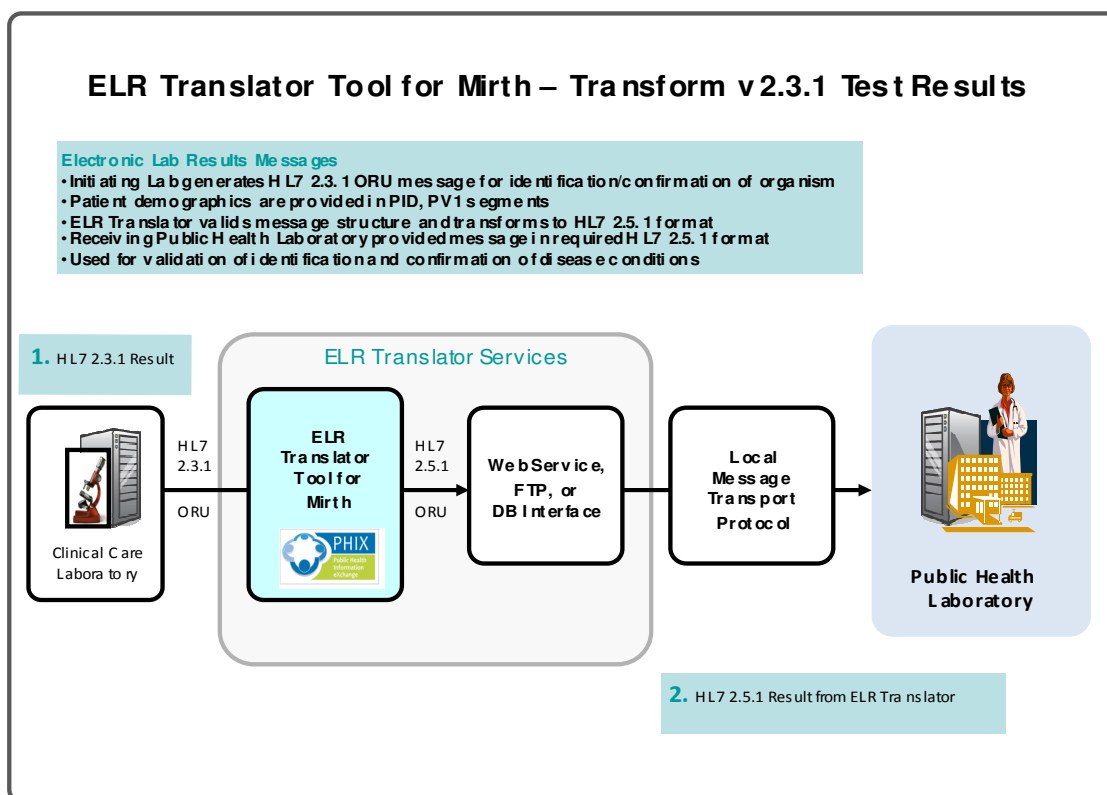 ELR Translator Tool for Mirth – Transform v2.3.1 Test Results
Electronic Lab Results Messages
• Initiating Lab generates HL7 2.3.1 ORU message for identification/confirmation of organism
• Patient demographics are provided in PID, PV1 segments
• ELR Translator valids message structure and transforms to HL7 2.5.1 format
• Receiving Public Health Laboratory provided message in required HL7 2.5.1 format
• Used for validation of identification and confirmation of disease conditions
1. HL7 2.3.1 Result
ELR Translator Services
HL7
2.3.1
ORU
ELR
Translator
Tool for
Mirth
PHIX
Public Health
Information
eXchange
HL7
2.5.1
ORU
Web Service,
FTP, or
DB Interface
Local
Message
Transport
Protocol
Clinical Care
Laboratory
Public Health
Laboratory
2. HL7 2.5.1 Result from ELR Translator